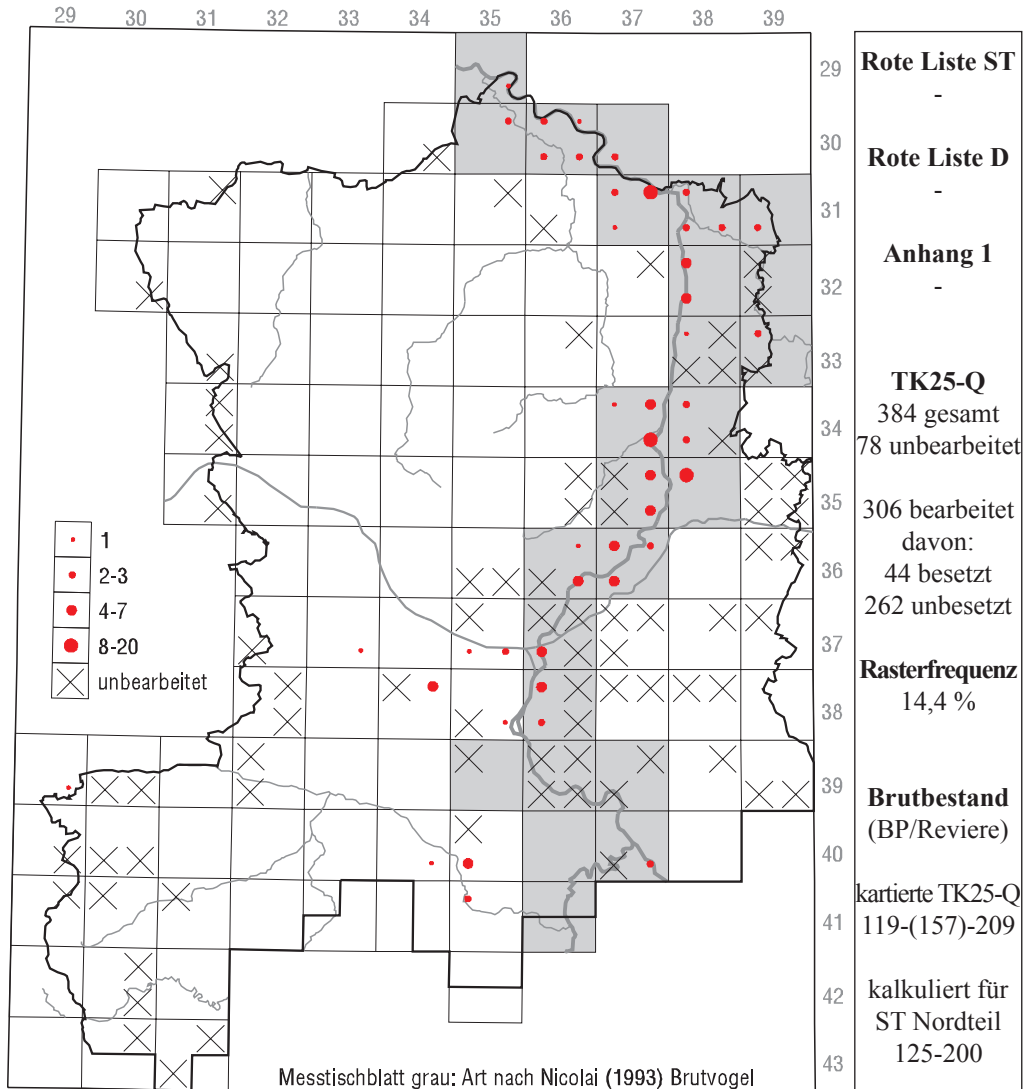 29 30 31 32 33 34 35 36 37 38 39
29
30
31
32
33
34
35
36
37
38
39
40
41
42
43
1
2-3
4-7
8-20
unbearbeitet
Messtischblatt grau: Art nach Nicolai (1993) Brutvogel
Rote Liste ST
-
Rote Liste D
-
Anhang 1
-
TK25-Q
384 gesamt
78 unbearbeitet
306 bearbeitet
davon:
44 besetzt
262 unbesetzt
Rasterfrequenz
14,4 %
Brutbestand
(BP/Reviere)
kartierte TK25-Q
119-(157)-209
kalkuliert für
ST Nordteil
125-200